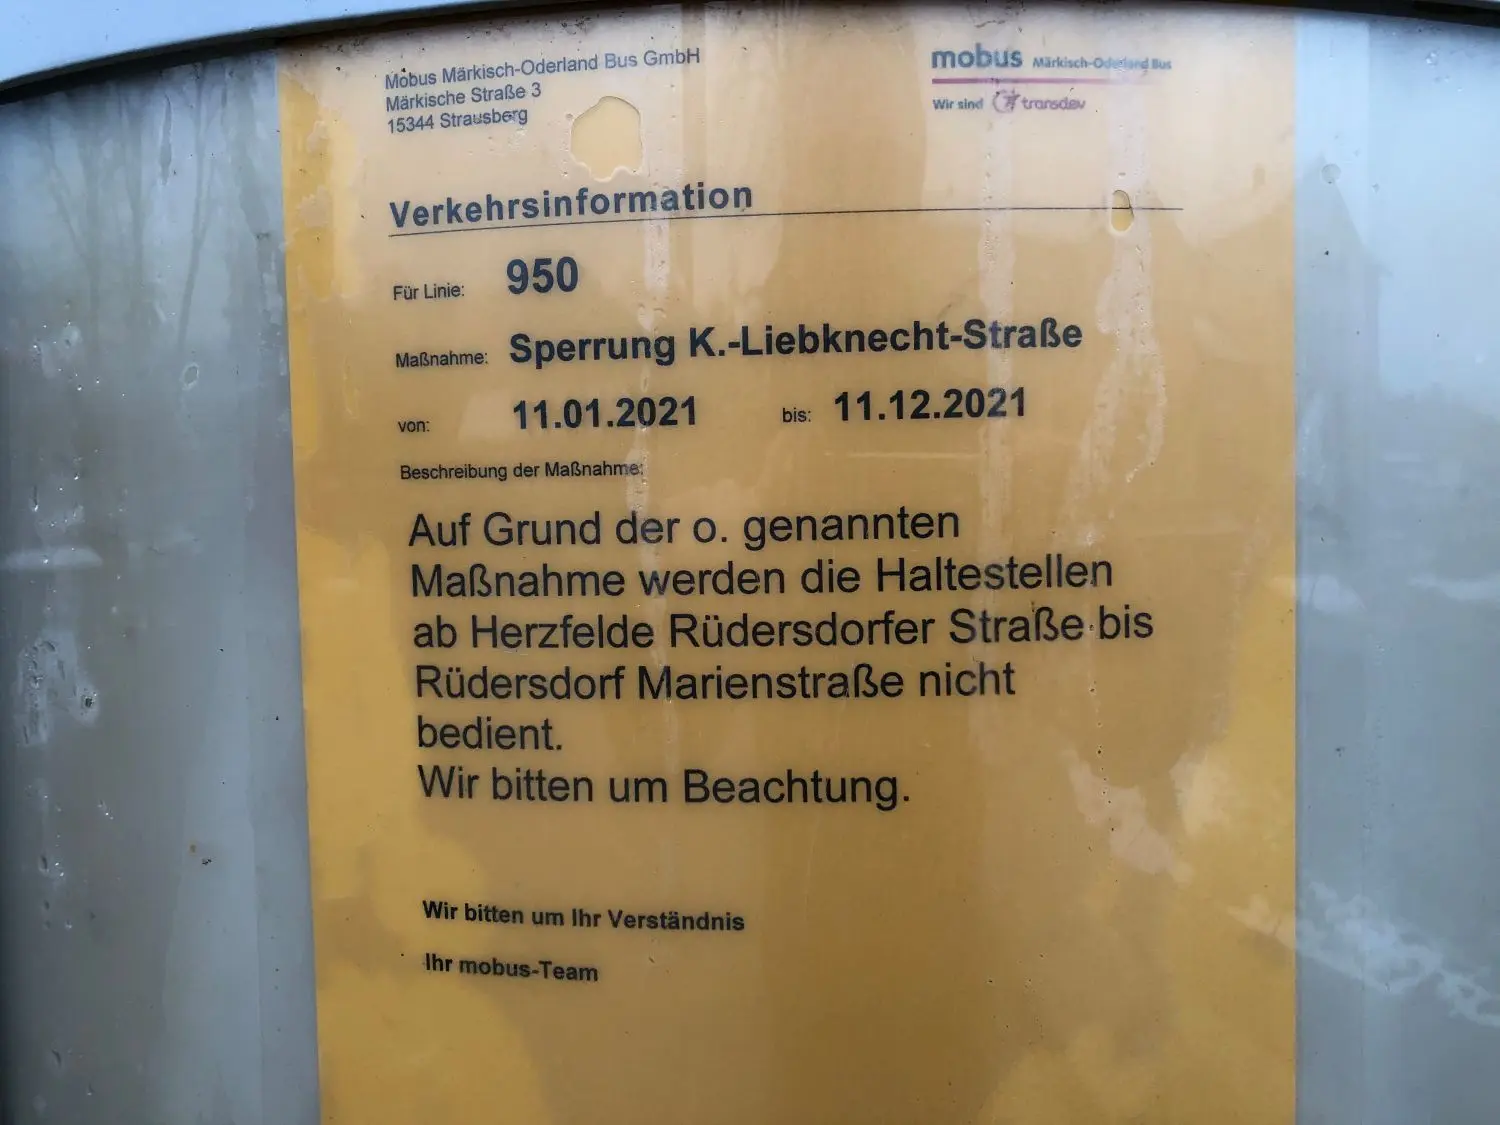 Mobus Märkisch-Oderland Bus GmbH
Märkische Straße 3
15344 Strausberg
mobus Märkisch-Oderland Bus
Wir sind transdev
Verkehrsinformation
Für Linie: 950
Maßnahme: Sperrung K.-Liebknecht-Straße
von: 11.01.2021 bis: 11.12.2021
Beschreibung der Maßnahme:
Auf Grund der o. genannten
Maßnahme werden die Haltestellen
ab Herzfelde Rüdersdorfer Straße bis
Rüdersdorf Marienstraße nicht
bedient.
Wir bitten um Beachtung.
Wir bitten um Ihr Verständnis
Ihr mobus-Team